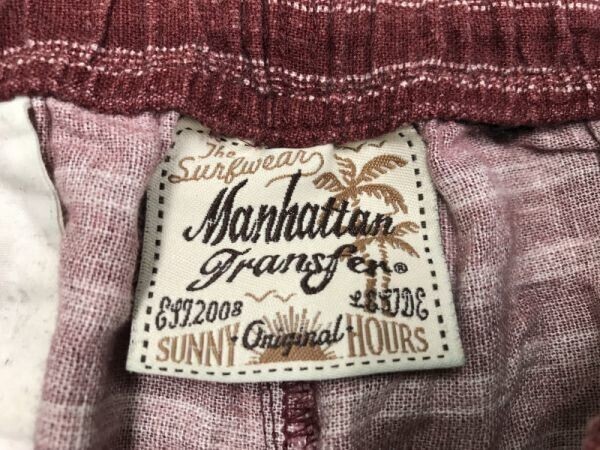 The
Surfwear
Manhattan
Transfer®
EST.2008
SUNNY Original HOURS